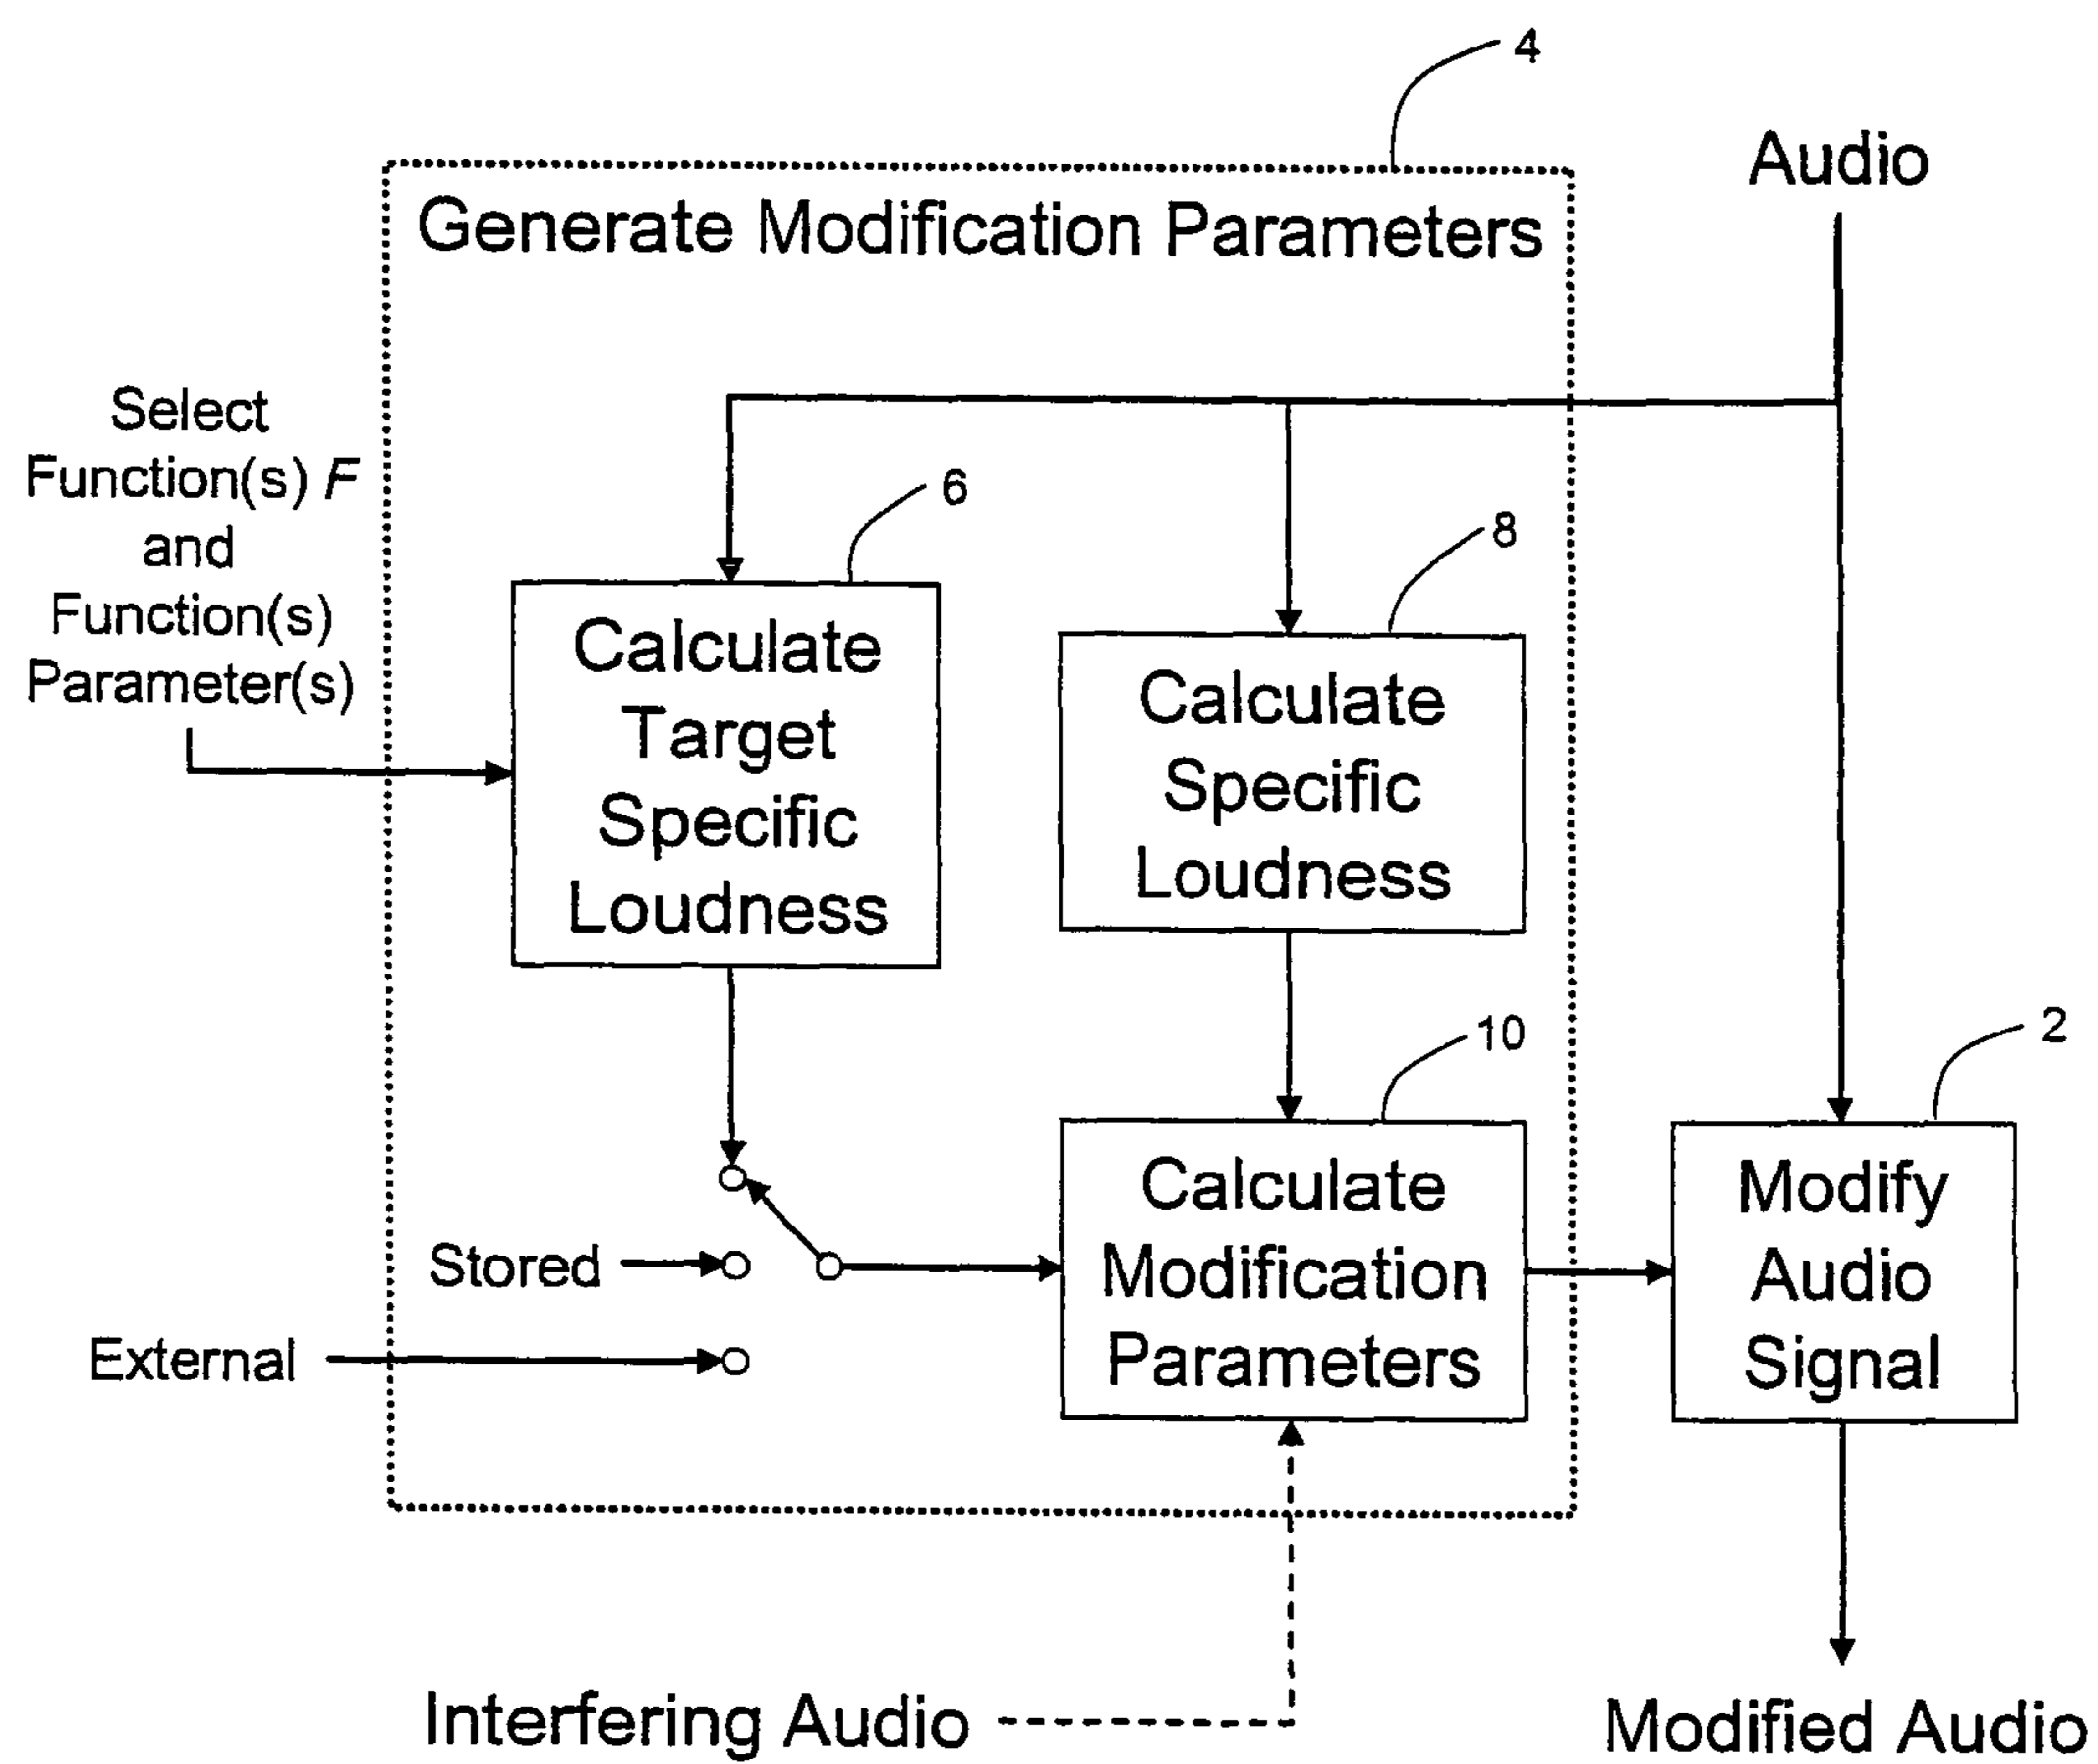 4
Audio
Generate Modification Parameters
Select
Function(s) F
and
Function(s)
Parameter(s)
6
8
Calculate
Target
Specific
Loudness
Calculate
Specific
Loudness
10
2
Calculate
Modification
Parameters
Modify
Audio
Signal
Stored
External
Interfering Audio
Modified Audio